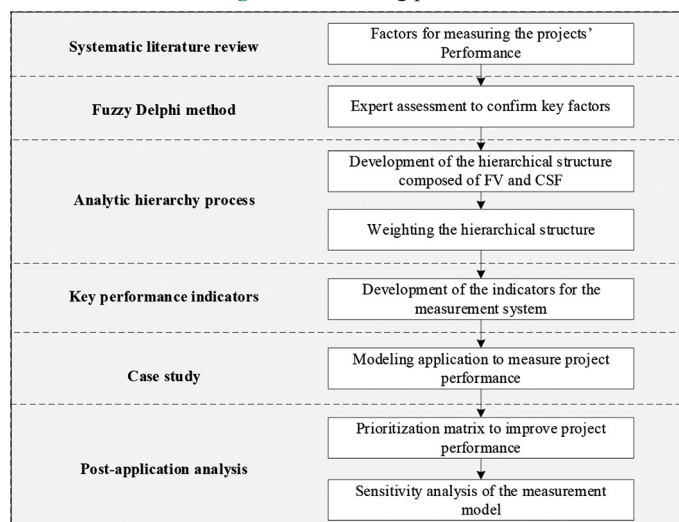 Systematic literature review
Factors for measuring the projects'
Performance
Fuzzy Delphi method
Expert assessment to confirm key factors
Analytic hierarchy process
Development of the hierarchical structure
composed of FV and CSF
Weighting the hierarchical structure
Key performance indicators
Development of the indicators for the
measurement system
Case study
Modeling application to measure project
performance
Post-application analysis
Prioritization matrix to improve project
performance
Sensitivity analysis of the measurement
model